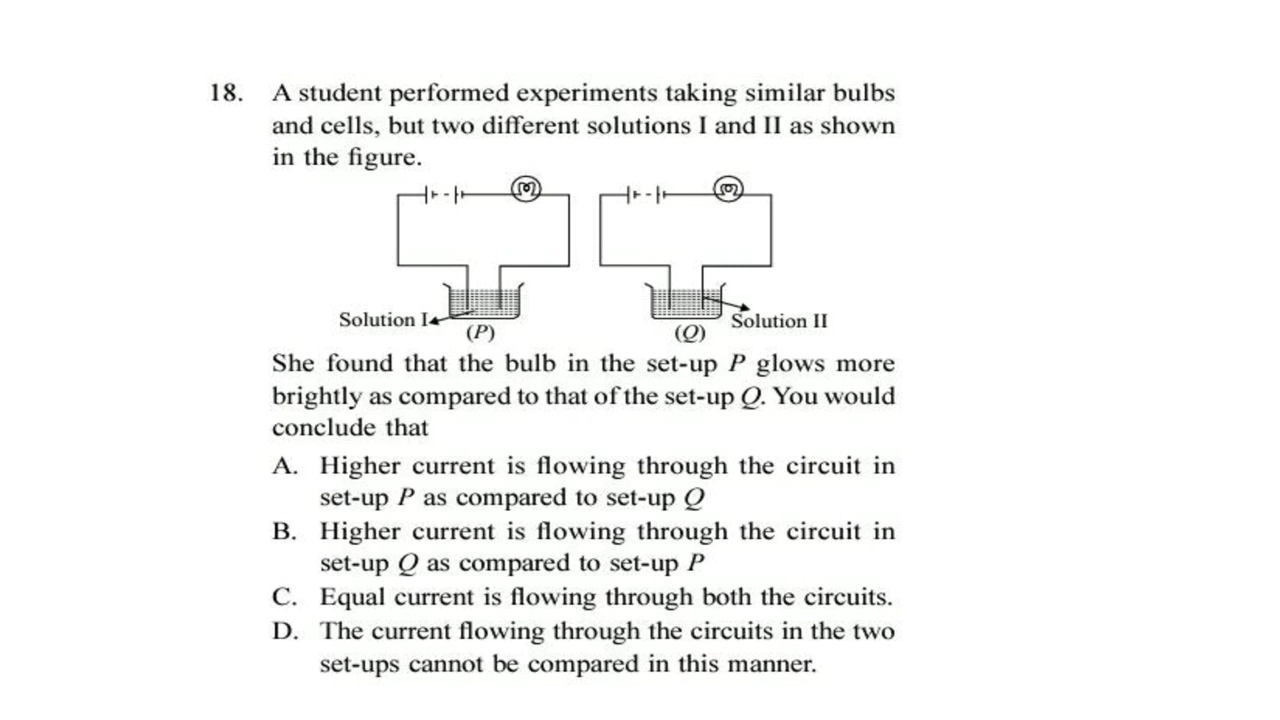 18. A student performed experiments taking similar bulbs
and cells, but two different solutions I and II as shown
in the figure.
Solution I
(P)
(Q)
Solution II
She found that the bulb in the set-up P glows more
brightly as compared to that of the set-up Q. You would
conclude that
A. Higher current is flowing through the circuit in
set-up P as compared to set-up Q
B. Higher current is flowing through the circuit in
set-up Q as compared to set-up P
C. Equal current is flowing through both the circuits.
D. The current flowing through the circuits in the two
set-ups cannot be compared in this manner.